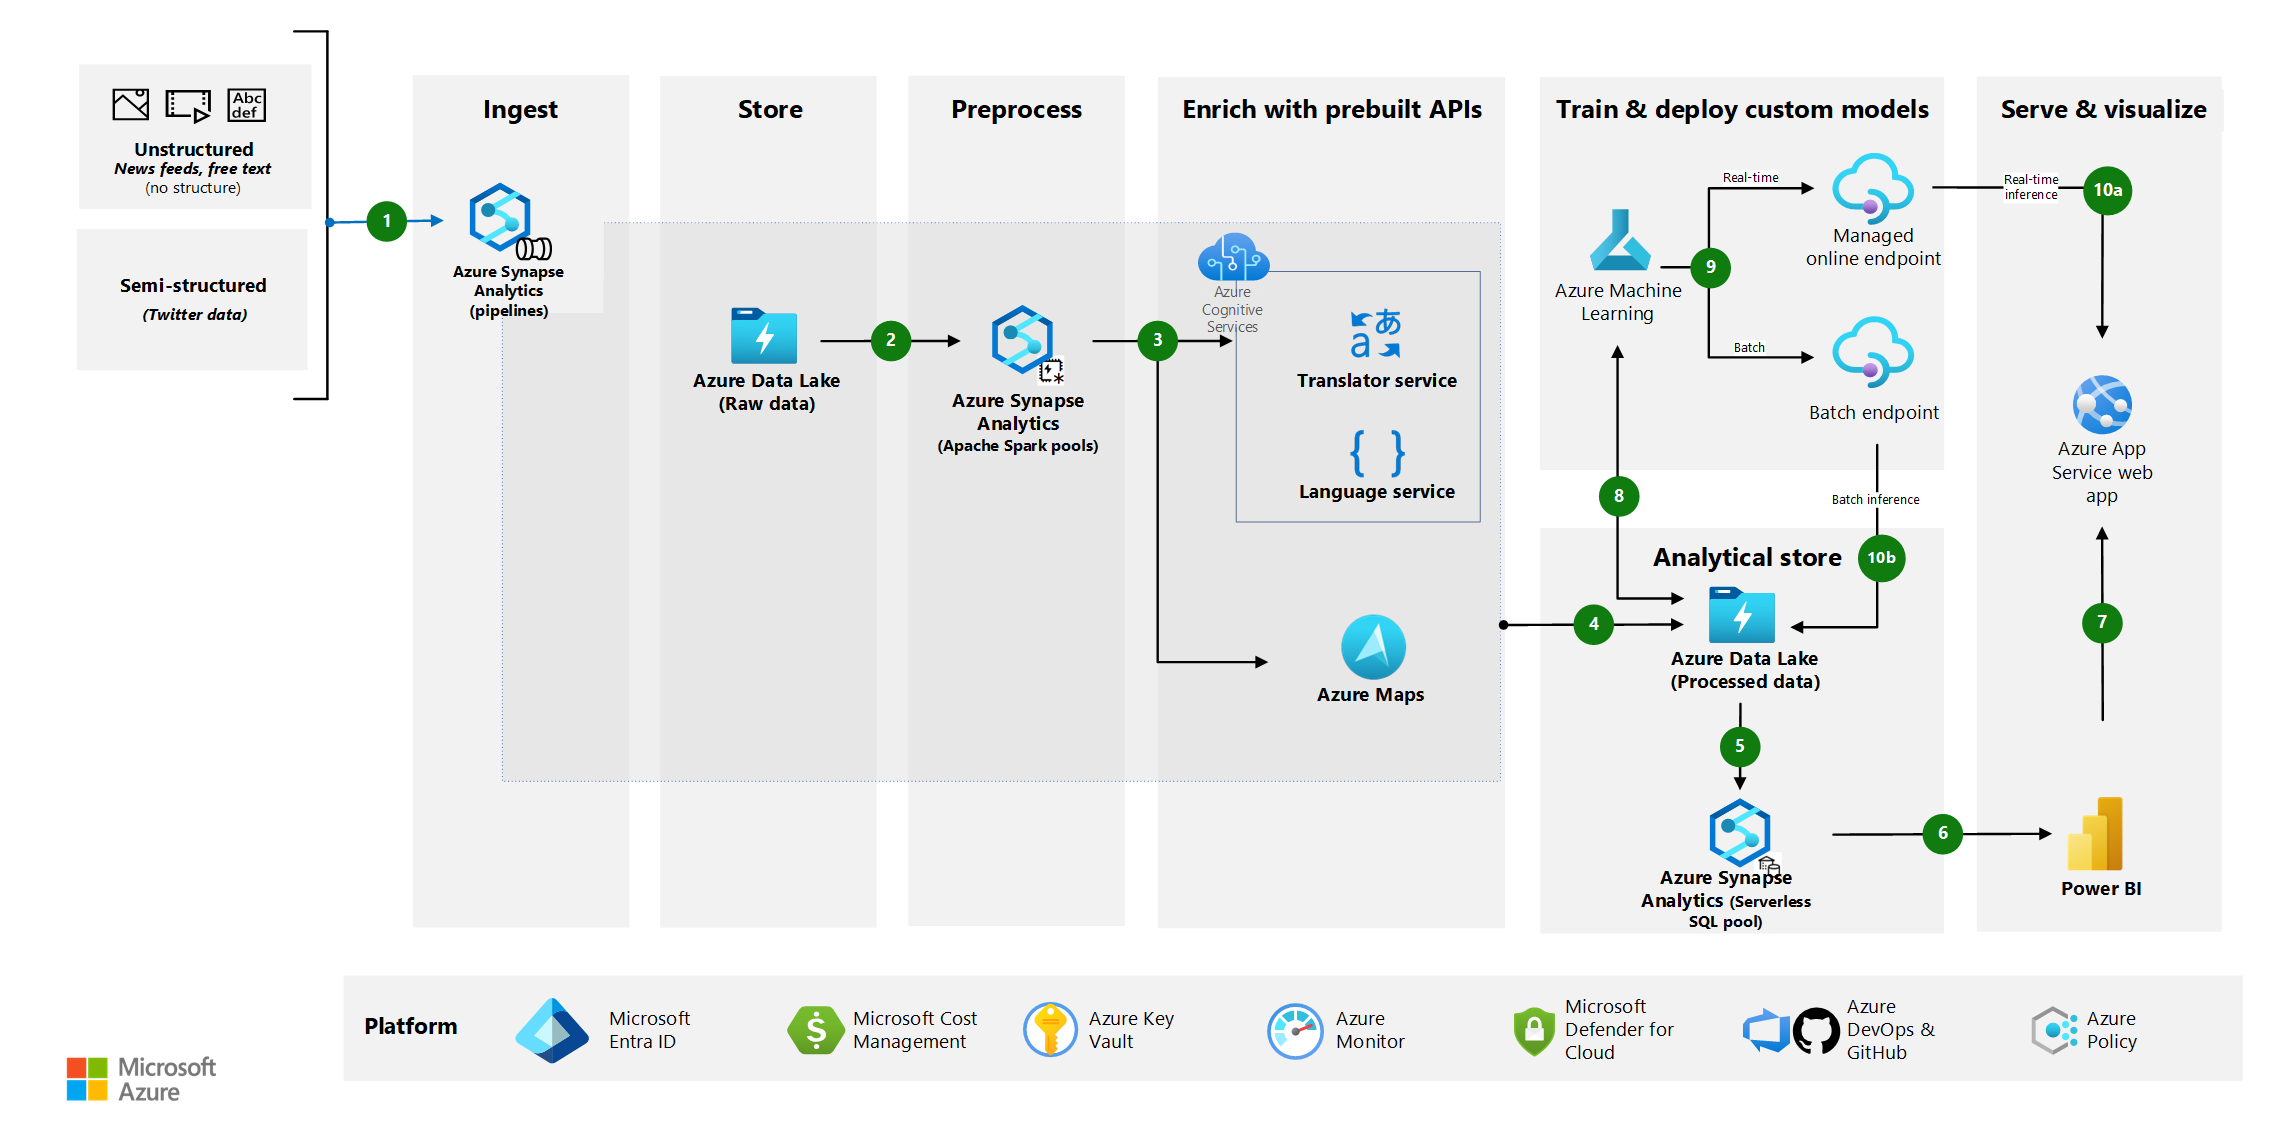 Abc
def
Unstructured
News feeds, free text
(no structure)
Semi-structured
(Twitter data)
1
Ingest
Azure Synapse
Analytics
(pipelines)
Store
Azure Data Lake
(Raw data)
2
Preprocess
Azure Synapse
Analytics
(Apache Spark pools)
3
Enrich with prebuilt APIs
Azure
Cognitive
Services
あ
a
Translator service
{ }
Language service
Azure Maps
4
Train & deploy custom models
Azure Machine
Learning
9
Real-time
Batch
Managed
online endpoint
Batch endpoint
8
Batch inference
10b
Analytical store
Azure Data Lake
(Processed data)
5
Azure Synapse
Analytics (Serverless
SQL pool)
6
Serve & visualize
Real-time
inference
10a
Azure App
Service web
app
7
Power BI
Platform
Microsoft
Entra ID
$
Microsoft Cost
Management
Azure Key
Vault
Azure
Monitor
Microsoft
Defender for
Cloud
Azure
DevOps &
GitHub
Azure
Policy
Microsoft
Azure